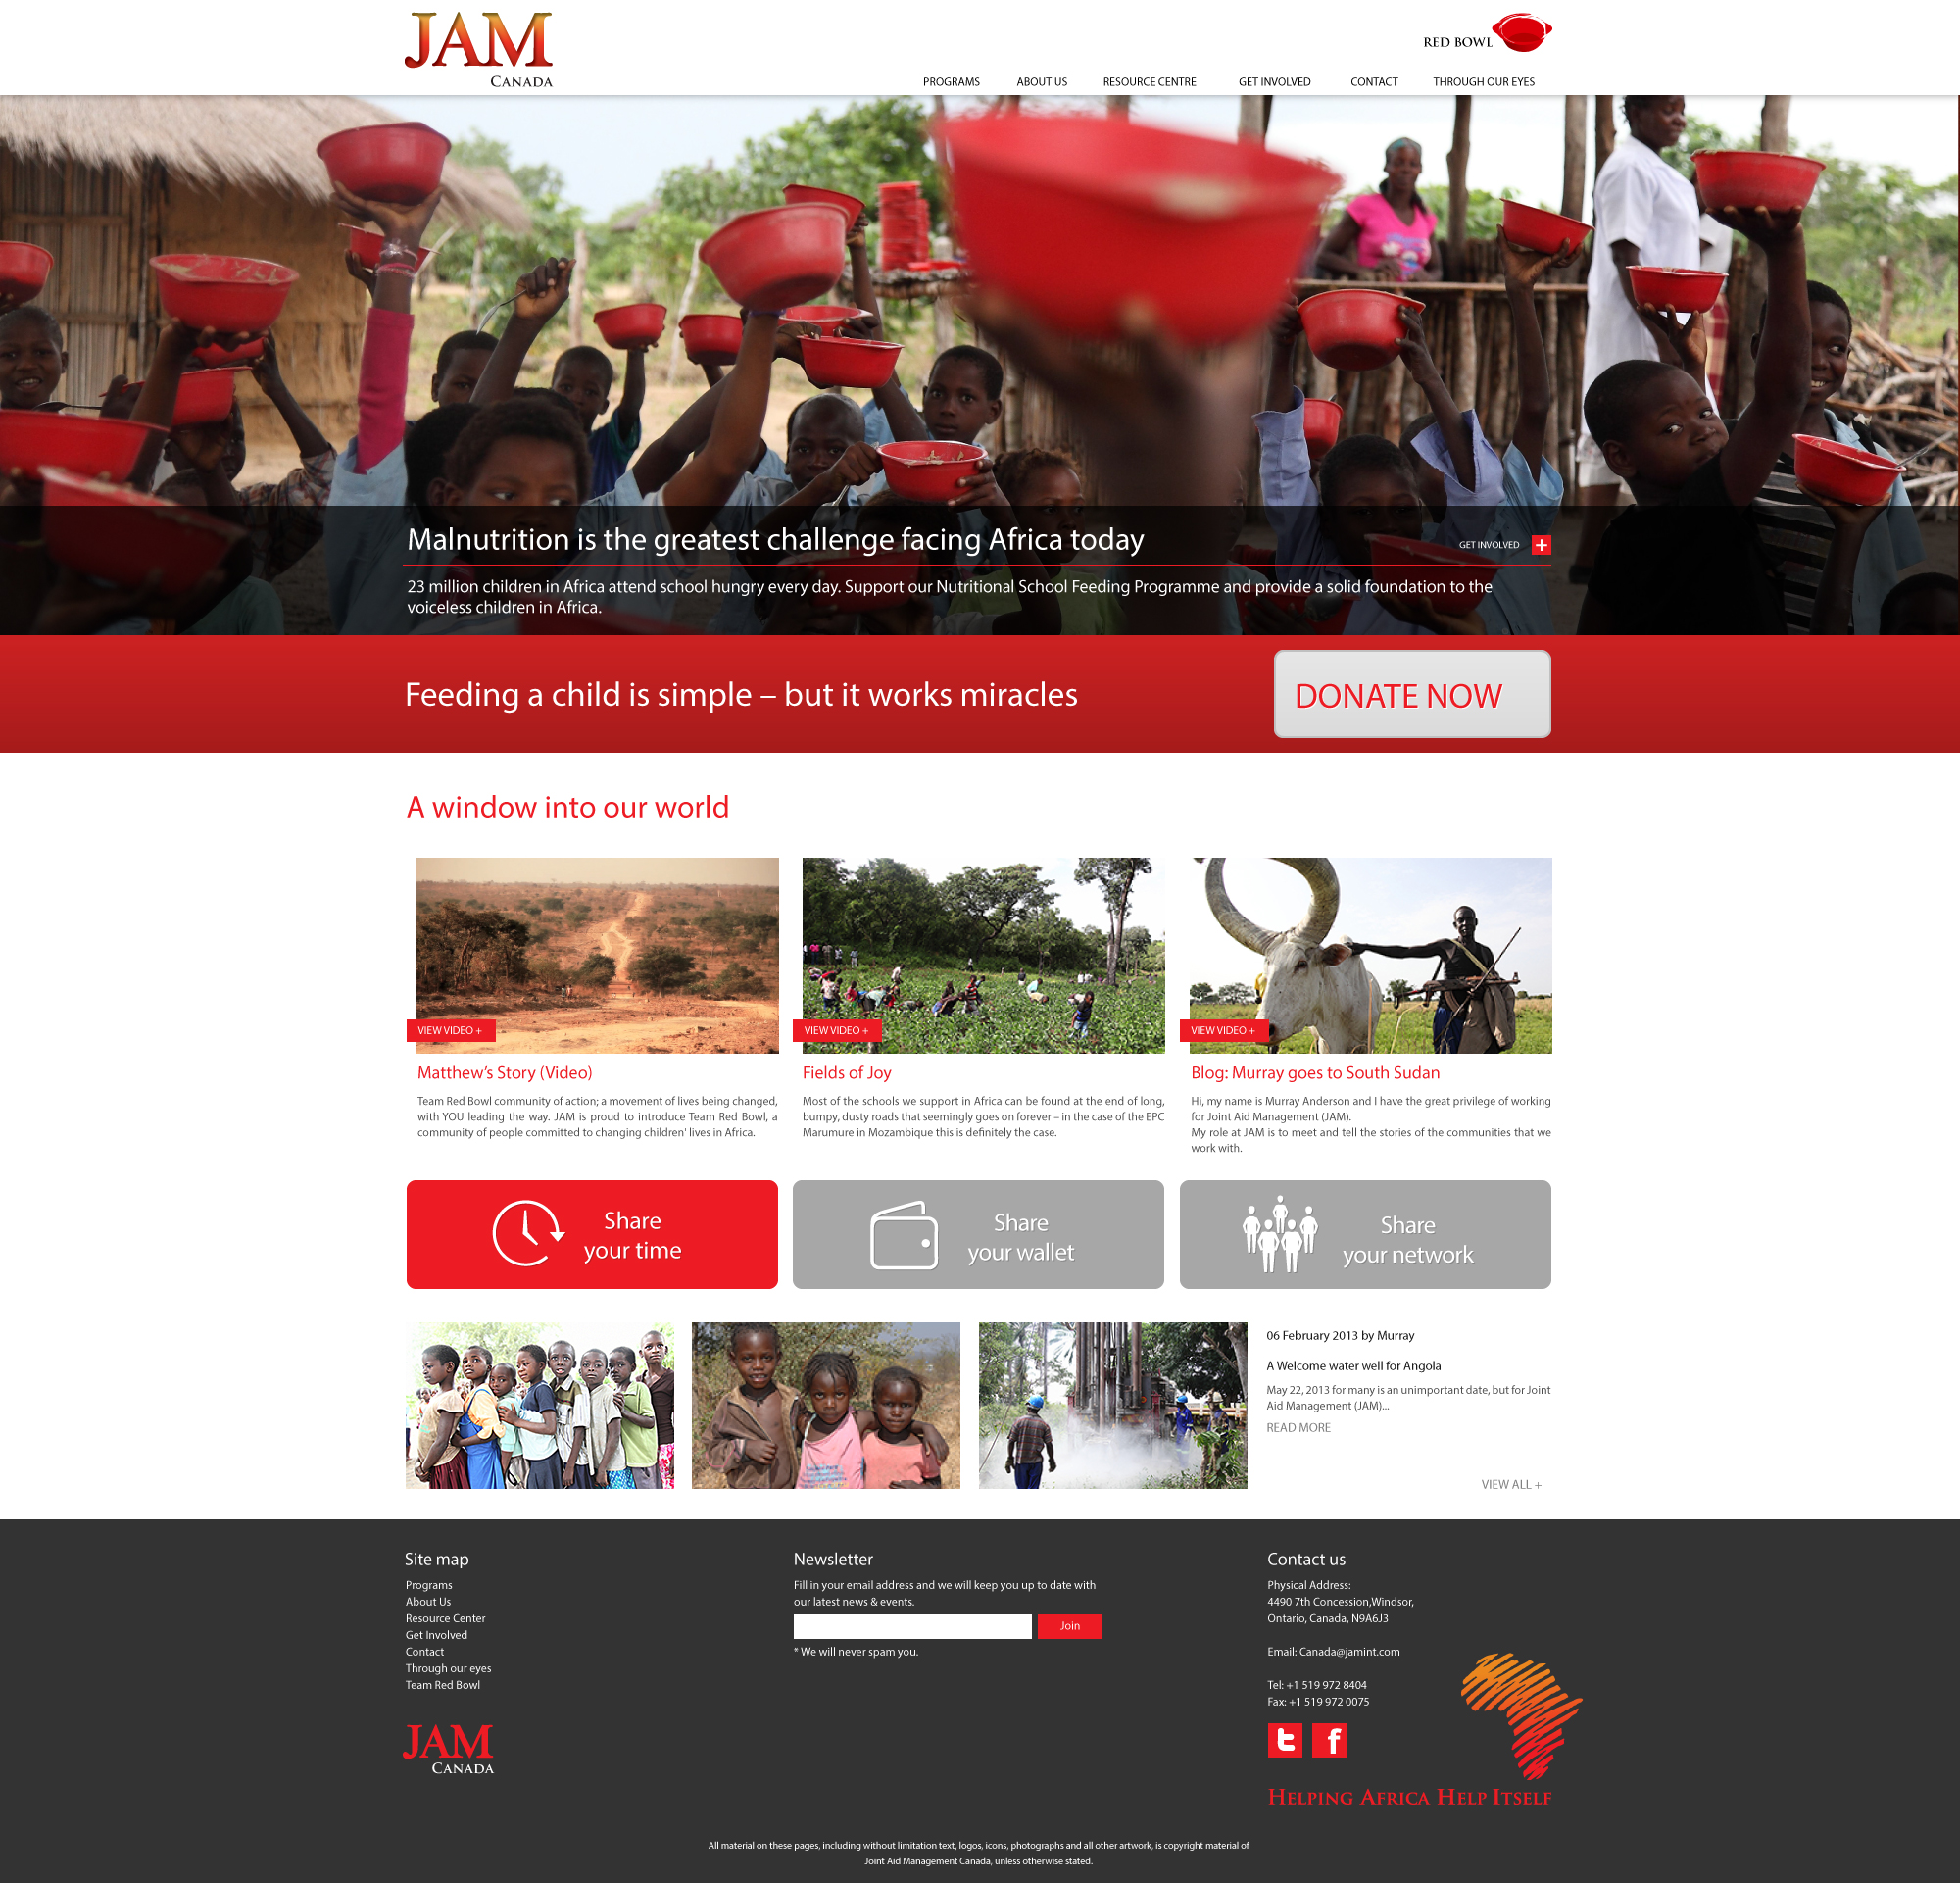 JAM
CANADA
RED BOWL
PROGRAMS ABOUT US RESOURCE CENTRE GET INVOLVED CONTACT THROUGH OUR EYES
Malnutrition is the greatest challenge facing Africa today
GET INVOLVED +
23 million children in Africa attend school hungry every day. Support our Nutritional School Feeding Programme and provide a solid foundation to the
voiceless children in Africa.
Feeding a child is simple – but it works miracles
DONATE NOW
A window into our world
VIEW VIDEO +
Matthew's Story (Video)
Team Red Bowl community of action; a movement of lives being changed,
with YOU leading the way. JAM is proud to introduce Team Red Bowl, a
community of people committed to changing children' lives in Africa.
VIEW VIDEO +
Fields of Joy
Most of the schools we support in Africa can be found at the end of long,
bumpy, dusty roads that seemingly goes on forever – in the case of the EPC
Marumure in Mozambique this is definitely the case.
VIEW VIDEO +
Blog: Murray goes to South Sudan
Hi, my name is Murray Anderson and I have the great privilege of working
for Joint Aid Management (JAM).
My role at JAM is to meet and tell the stories of the communities that we
work with.
Share
your time
Share
your wallet
Share
your network
06 February 2013 by Murray
A Welcome water well for Angola
May 22, 2013 for many is an unimportant date, but for Joint
Aid Management (JAM)...
READ MORE
VIEW ALL +
Site map
Programs
About Us
Resource Center
Get Involved
Contact
Through our eyes
Team Red Bowl
JAM
CANADA
Newsletter
Fill in your email address and we will keep you up to date with
our latest news & events.
Join
* We will never spam you.
Contact us
Physical Address:
4490 7th Concession,Windsor,
Ontario, Canada, N9A6J3
Email: Canada@jamint.com
Tel: +1 519 972 8404
Fax: +1 519 972 0075
t f
HELPING AFRICA HELP ITSELF
All material on these pages, including without limitation text, logos, icons, photographs and all other artwork, is copyright material of
Joint Aid Management Canada, unless otherwise stated.